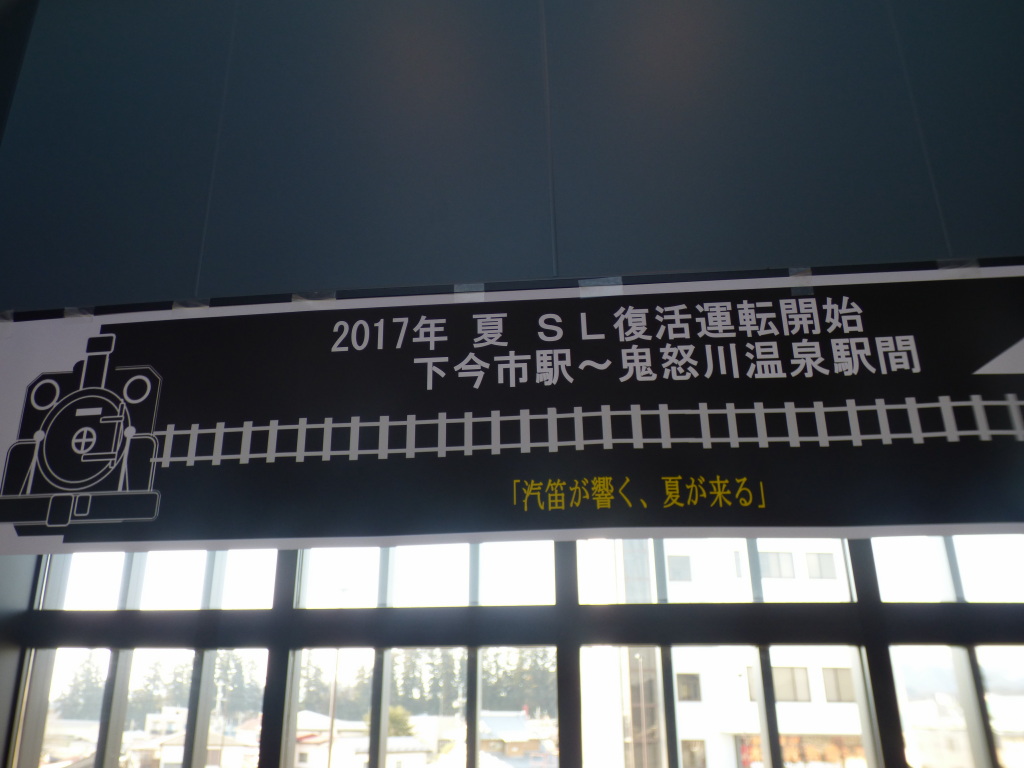 2017年 夏 ＳＬ復活運転開始
下今市駅～鬼怒川温泉駅間
「汽笛が響く、夏が来る」